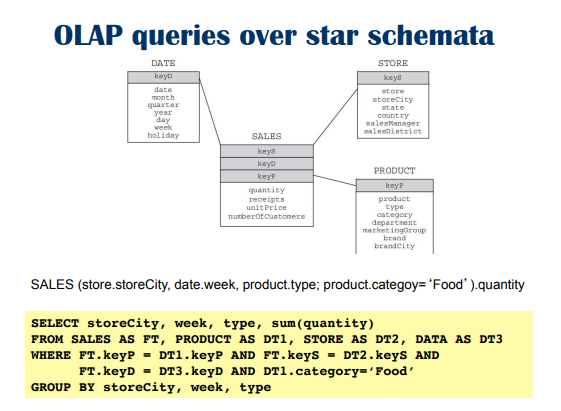 OLAP queries over star schemata
DATE
keyD
date
month
quarter
year
day
week
holiday
STORE
keyS
store
storeCity
state
country
salesManager
salesDistrict
SALES
keyS
keyD
keyP
quantity
receipts
unitPrice
numberOfCustomers
PRODUCT
keyP
product
type
category
department
marketingGroup
brand
brandCity
SALES (store.storeCity, date.week, product.type; product.categoy= ‘Food’ ).quantity
SELECT storeCity, week, type, sum(quantity)
FROM SALES AS FT, PRODUCT AS DT1, STORE AS DT2, DATA AS DT3
WHERE FT.keyP = DT1.keyP AND FT.keyS = DT2.keyS AND
FT.keyD = DT3.keyD AND DT1.category=‘Food’
GROUP BY storeCity, week, type